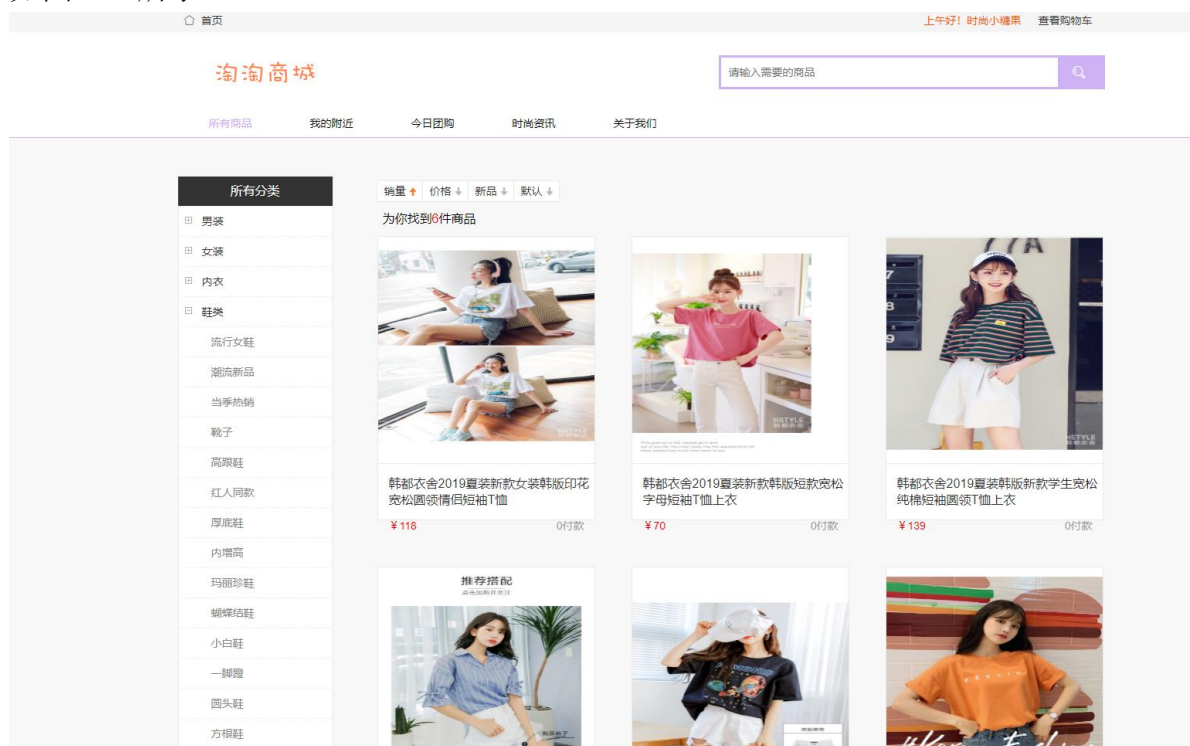 首页
上午好！时尚小糖果 查看购物车
淘淘商城
请输入需要的商品
所有商品 我的附近 今日团购 时尚资讯 关于我们
所有分类
男装
女装
内衣
鞋类
流行女鞋
潮流新品
当季热销
靴子
高跟鞋
红人同款
厚底鞋
内增高
玛丽珍鞋
蝴蝶结鞋
小白鞋
一脚蹬
圆头鞋
方根鞋
销量 价格 新品 默认
为你找到6件商品
HSTYLE
韩都衣舍
HSTYLE
韩都衣舍2019夏装新款女装韩版印花
宽松圆领情侣短袖T恤
¥118 0付款
韩都衣舍2019夏装新款韩版短款宽松
字母短袖T恤上衣
¥70 0付款
韩都衣舍2019夏装韩版新款学生宽松
纯棉短袖圆领T恤上衣
¥139 0付款
推荐搭配